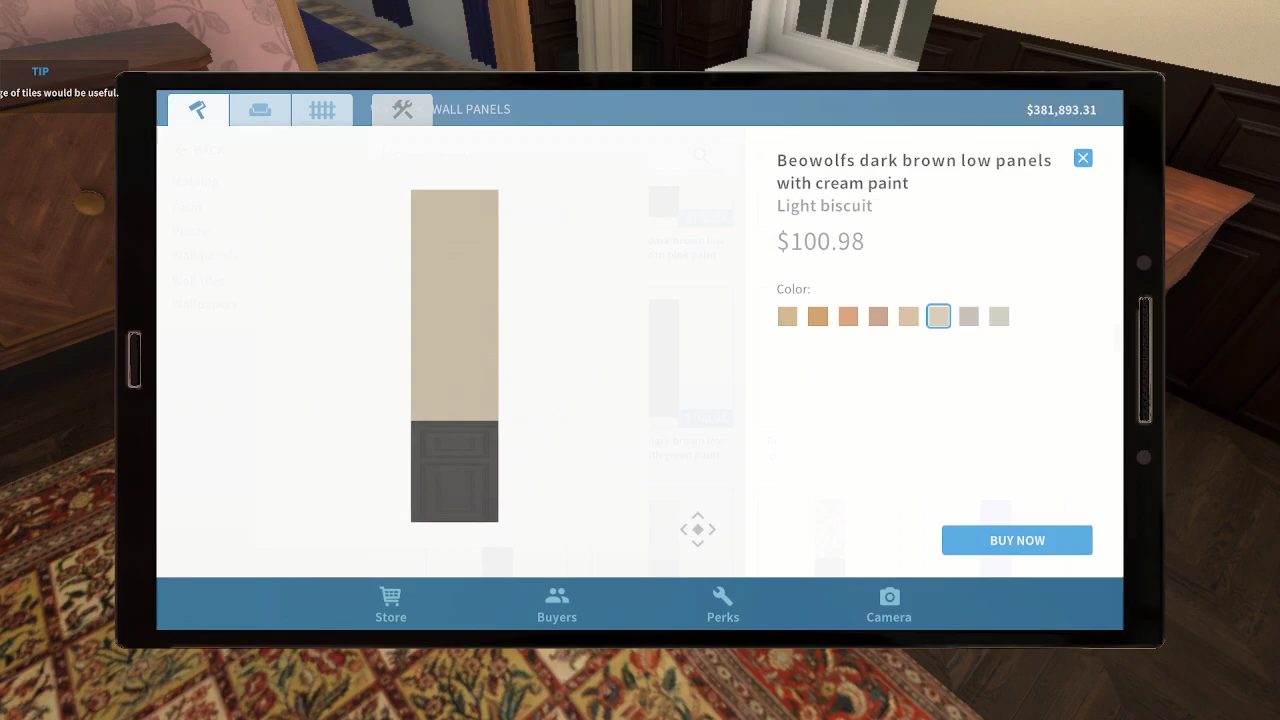 TIP
ge of tiles would be useful.
WALL PANELS
$381,893.31
BACK
Beowolfs dark brown low panels
with cream paint
Light biscuit
$100.98
Color:
BUY NOW
Store
Buyers
Perks
Camera